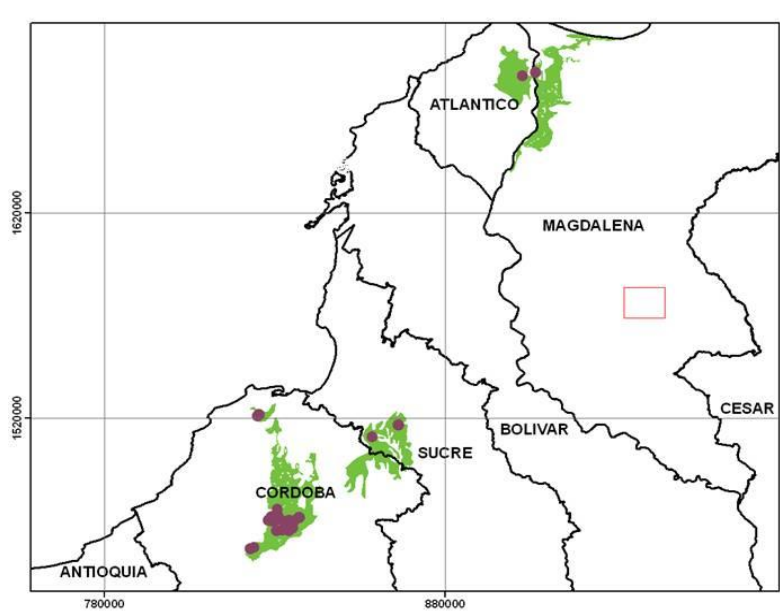 ATLANTICO
1620000
MAGDALENA
1520000
CESAR
BOLIVAR
SUCRE
CORDOBA
ANTIOQUIA
780000
880000